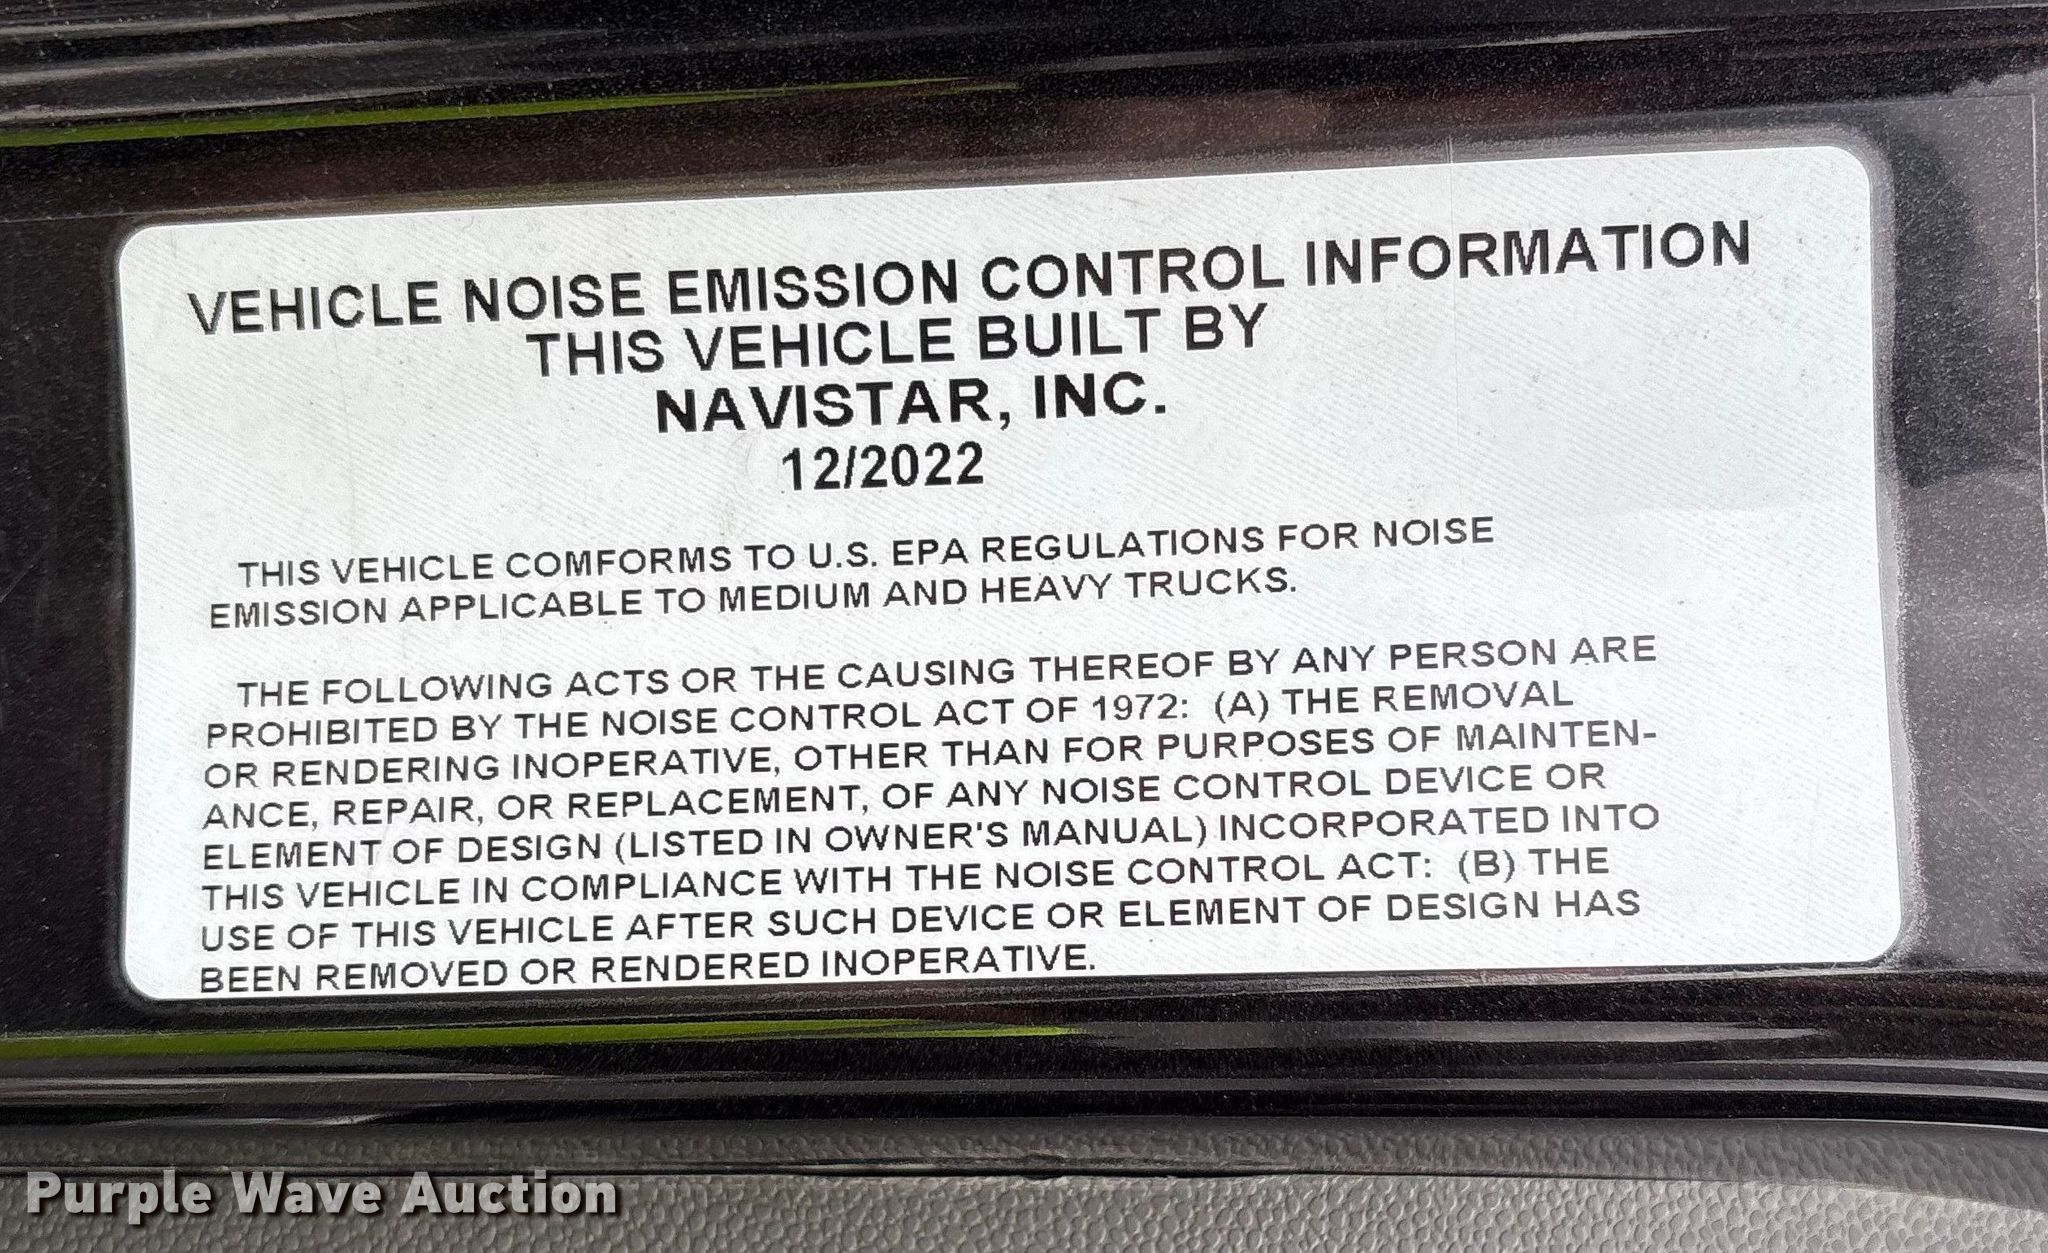 VEHICLE NOISE EMISSION CONTROL INFORMATION
THIS VEHICLE BUILT BY
NAVISTAR, INC.
12/2022
THIS VEHICLE COMFORMS TO U.S. EPA REGULATIONS FOR NOISE
EMISSION APPLICABLE TO MEDIUM AND HEAVY TRUCKS.
THE FOLLOWING ACTS OR THE CAUSING THEREOF BY ANY PERSON ARE
PROHIBITED BY THE NOISE CONTROL ACT OF 1972: (A) THE REMOVAL
OR RENDERING INOPERATIVE, OTHER THAN FOR PURPOSES OF MAINTEN-
ANCE, REPAIR, OR REPLACEMENT, OF ANY NOISE CONTROL DEVICE OR
ELEMENT OF DESIGN (LISTED IN OWNER'S MANUAL) INCORPORATED INTO
THIS VEHICLE IN COMPLIANCE WITH THE NOISE CONTROL ACT: (B) THE
USE OF THIS VEHICLE AFTER SUCH DEVICE OR ELEMENT OF DESIGN HAS
BEEN REMOVED OR RENDERED INOPERATIVE.
Purple Wave Auction